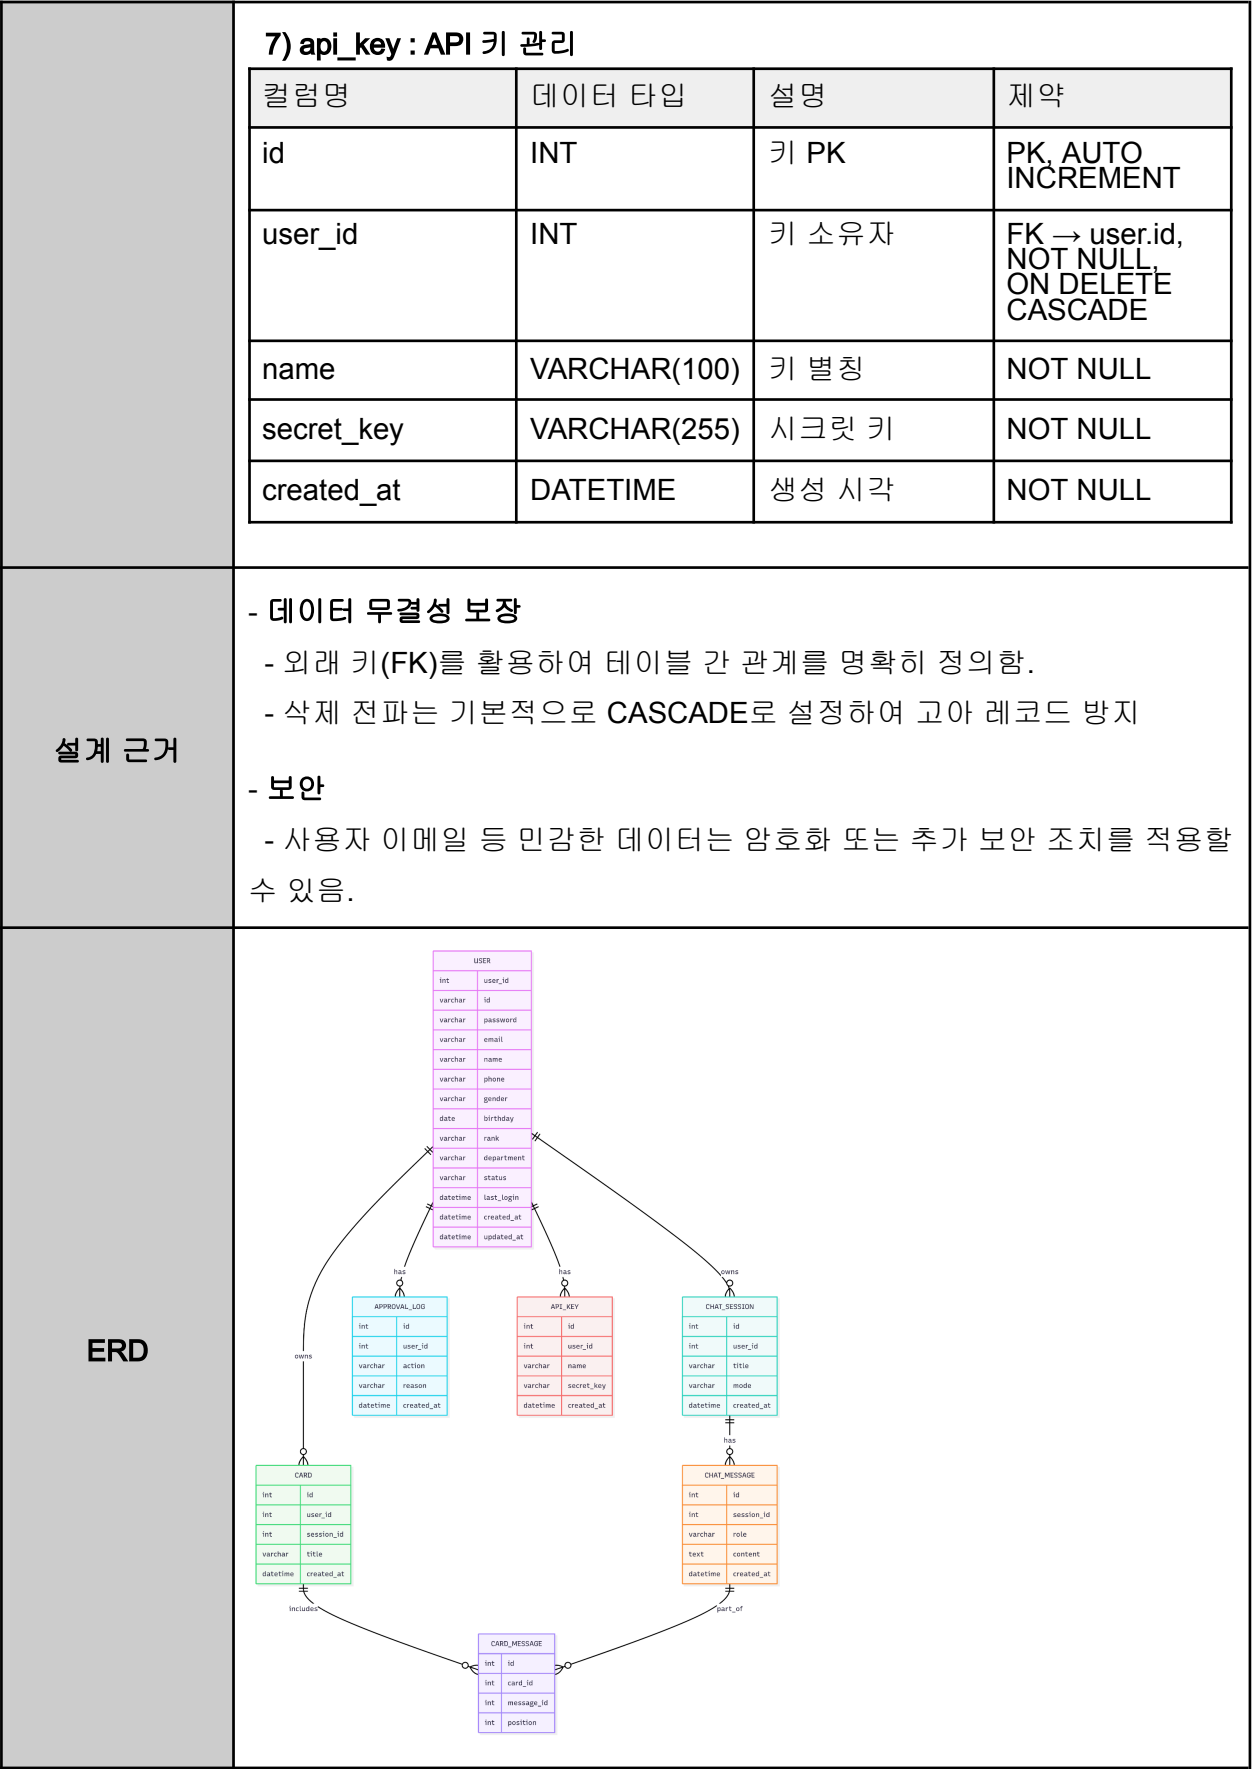 7) api_key : API 키 관리
컬럼명 데이터 타입 설명 제약
id INT 키 PK PK, AUTO INCREMENT
user_id INT 키 소유자 FK → user.id, NOT NULL, ON DELETE CASCADE
name VARCHAR(100) 키 별칭 NOT NULL
secret_key VARCHAR(255) 시크릿 키 NOT NULL
created_at DATETIME 생성 시각 NOT NULL
설계 근거
- 데이터 무결성 보장
- 외래 키(FK)를 활용하여 테이블 간 관계를 명확히 정의함.
- 삭제 전파는 기본적으로 CASCADE로 설정하여 고아 레코드 방지
- 보안
- 사용자 이메일 등 민감한 데이터는 암호화 또는 추가 보안 조치를 적용할
수 있음.
ERD
USER
int user_id
varchar id
varchar password
varchar email
varchar name
varchar phone
varchar gender
date birthday
varchar rank
varchar department
varchar status
datetime last_login
datetime created_at
datetime updated_at
has
has
owns
APPROVAL_LOG
int id
int user_id
varchar action
varchar reason
datetime created_at
API_KEY
int id
int user_id
varchar name
varchar secret_key
datetime created_at
CHAT_SESSION
int id
int user_id
varchar title
varchar mode
datetime created_at
owns
has
CARD
int id
int user_id
int session_id
varchar title
datetime created_at
CHAT_MESSAGE
int id
int session_id
varchar role
text content
datetime created_at
includes
part_of
CARD_MESSAGE
int id
int card_id
int message_id
int position